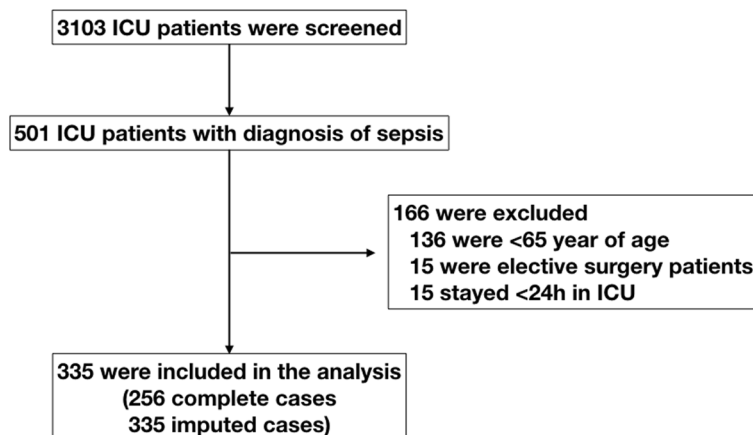 3103 ICU patients were screened
501 ICU patients with diagnosis of sepsis
166 were excluded
136 were <65 year of age
15 were elective surgery patients
15 stayed <24h in ICU
335 were included in the analysis
(256 complete cases
335 imputed cases)